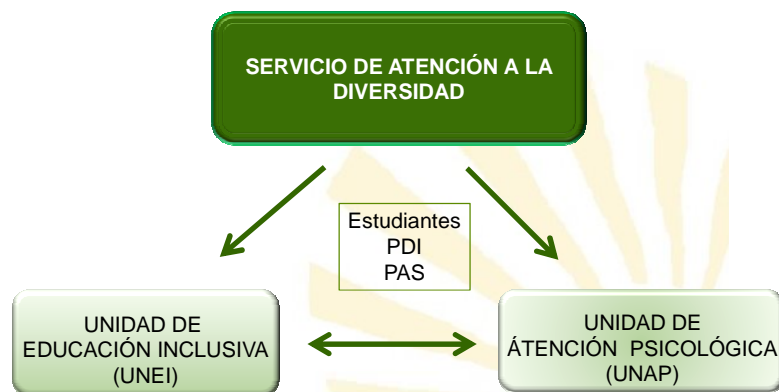 SERVICIO DE ATENCIÓN A LA
DIVERSIDAD
Estudiantes
PDI
PAS
UNIDAD DE
EDUCACIÓN INCLUSIVA
(UNEI)
UNIDAD DE
ÁTENCIÓN PSICOLÓGICA
(UNAP)